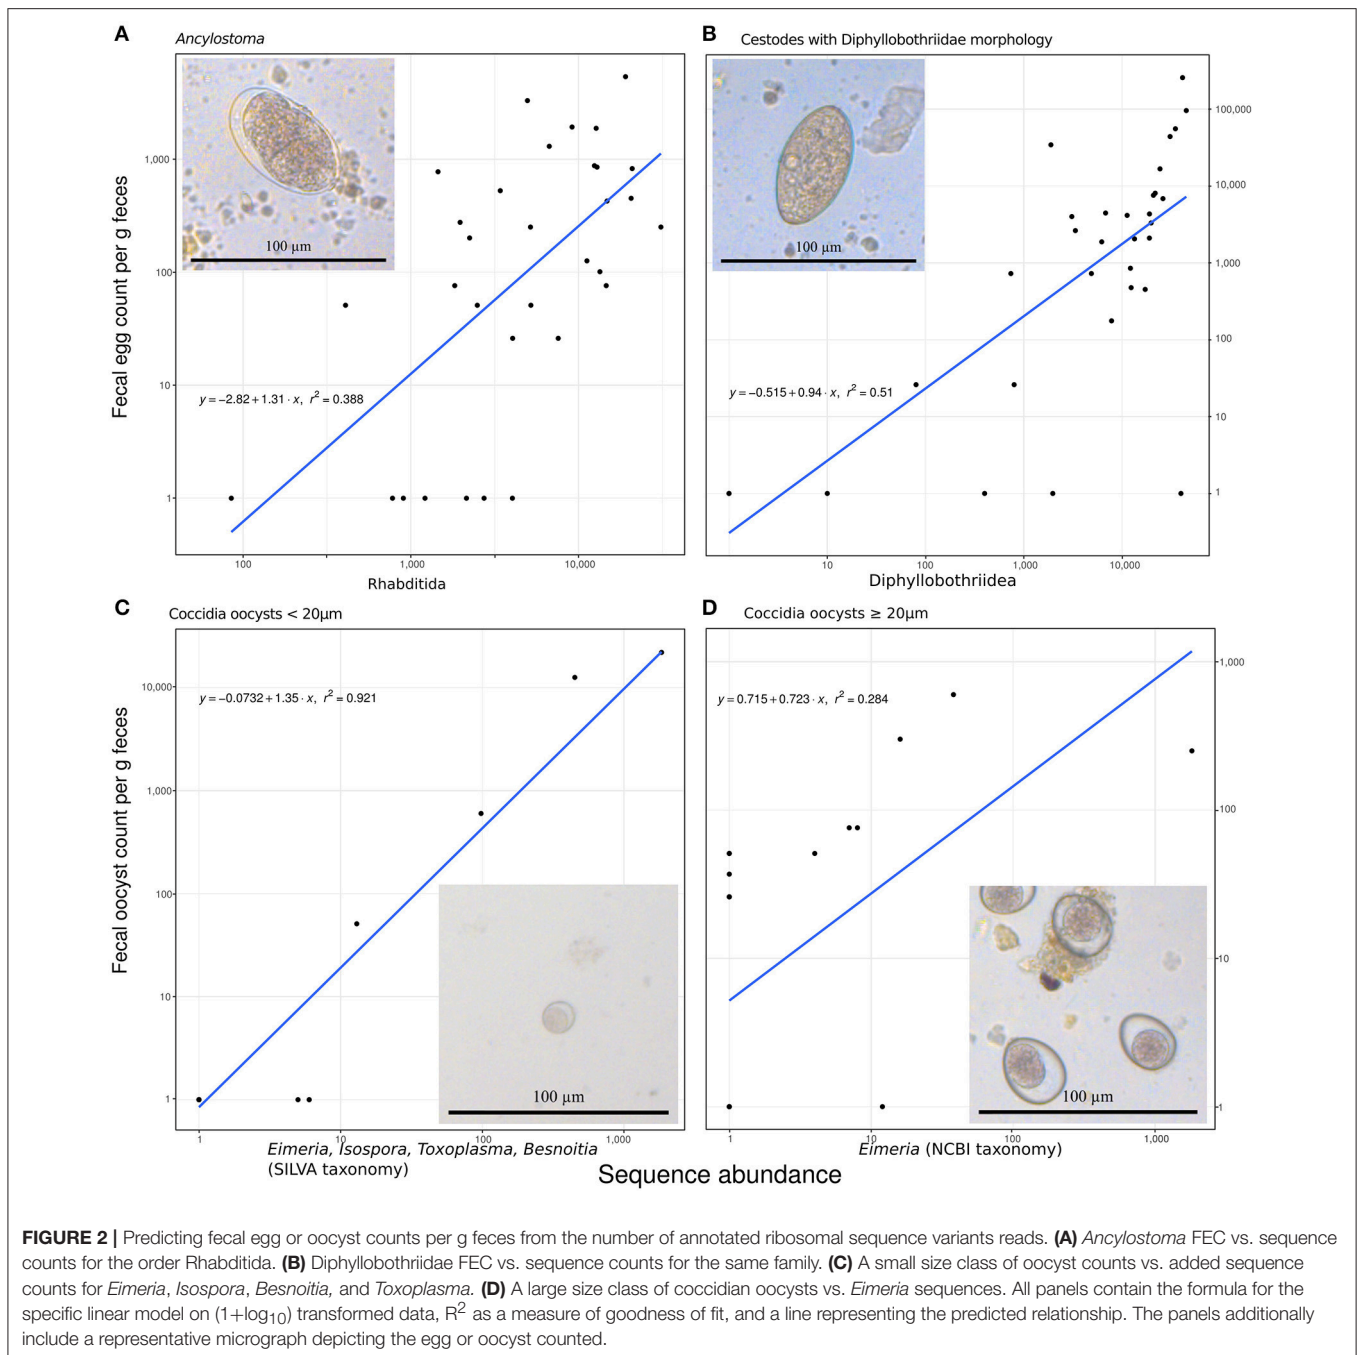 A
Ancylostoma
B
Cestodes with Diphyllobothriidae morphology
Fecal egg count per g feces
1,000
100
10
1
100 µm
y = −2.82 + 1.31 · x, r² = 0.388
100
1,000
10,000
Rhabditida
100 µm
y = −0.515 + 0.94 · x, r² = 0.51
100,000
10,000
1,000
100
10
1
10
100
1,000
10,000
Diphyllobothriidea
C
Coccidia oocysts < 20µm
D
Coccidia oocysts ≥ 20µm
Fecal oocyst count per g feces
10,000
1,000
100
10
1
y = −0.0732 + 1.35 · x, r² = 0.921
100 µm
1
10
100
1,000
Eimeria, Isospora, Toxoplasma, Besnoitia
(SILVA taxonomy)
y = 0.715 + 0.723 · x, r² = 0.284
100 µm
1,000
100
10
1
1
10
100
1,000
Eimeria (NCBI taxonomy)
Sequence abundance
FIGURE 2 | Predicting fecal egg or oocyst counts per g feces from the number of annotated ribosomal sequence variants reads. (A) Ancylostoma FEC vs. sequence
counts for the order Rhabditida. (B) Diphyllobothriidae FEC vs. sequence counts for the same family. (C) A small size class of oocyst counts vs. added sequence
counts for Eimeria, Isospora, Besnoitia, and Toxoplasma. (D) A large size class of coccidian oocysts vs. Eimeria sequences. All panels contain the formula for the
specific linear model on (1+log₁₀) transformed data, R² as a measure of goodness of fit, and a line representing the predicted relationship. The panels additionally
include a representative micrograph depicting the egg or oocyst counted.